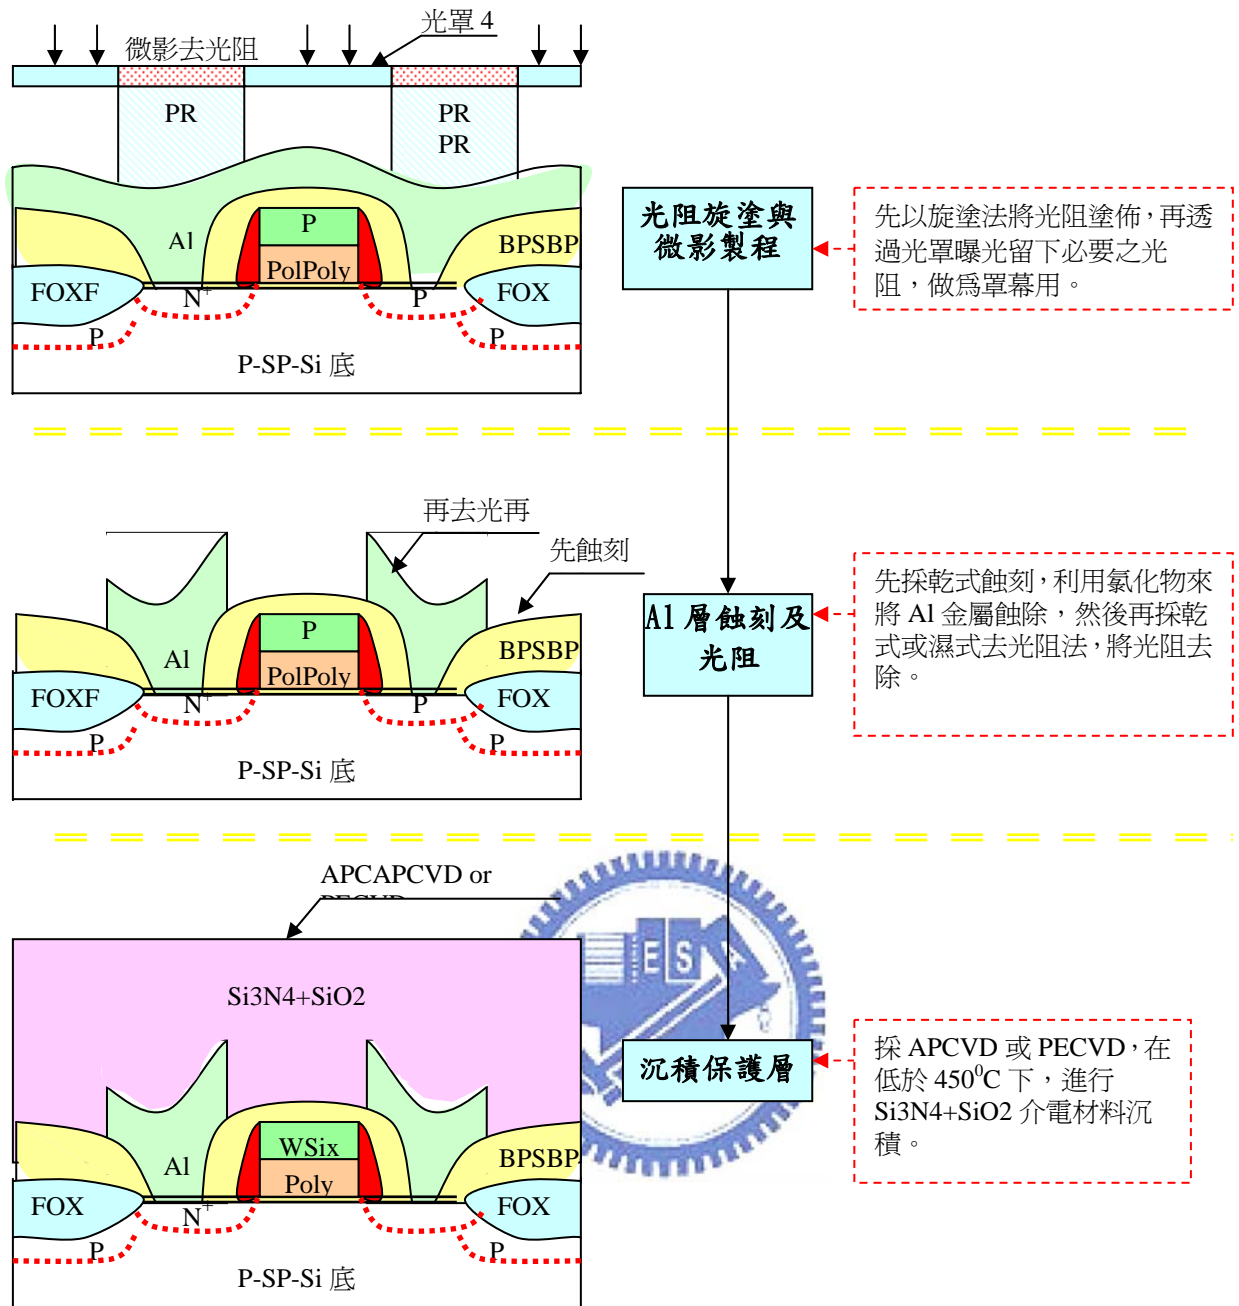 光罩 4
微影去光阻
PR
PR
PR
Al
P
PolPoly
BPSBP
FOXF
N+
P
FOX
P
P
P-SP-Si 底
光阻旋塗與
微影製程
先以旋塗法將光阻塗佈，再透
過光罩曝光留下必要之光
阻，做為罩幕用。
再去光再
先蝕刻
Al
P
PolPoly
BPSBP
FOXF
N+
P
FOX
P
P
P-SP-Si 底
Al 層蝕刻及
光阻
先採乾式蝕刻，利用氯化物來
將 Al 金屬蝕除，然後再採乾
式或濕式去光阻法，將光阻去
除。
APCAPCVD or
Si3N4+SiO2
Al
WSix
Poly
BPSBP
FOX
N+
FOX
P
P
P-SP-Si 底
E S
沉積保護層
採 APCVD 或 PECVD，在
低於 450⁰C 下，進行
Si3N4+SiO2 介電材料沉
積。